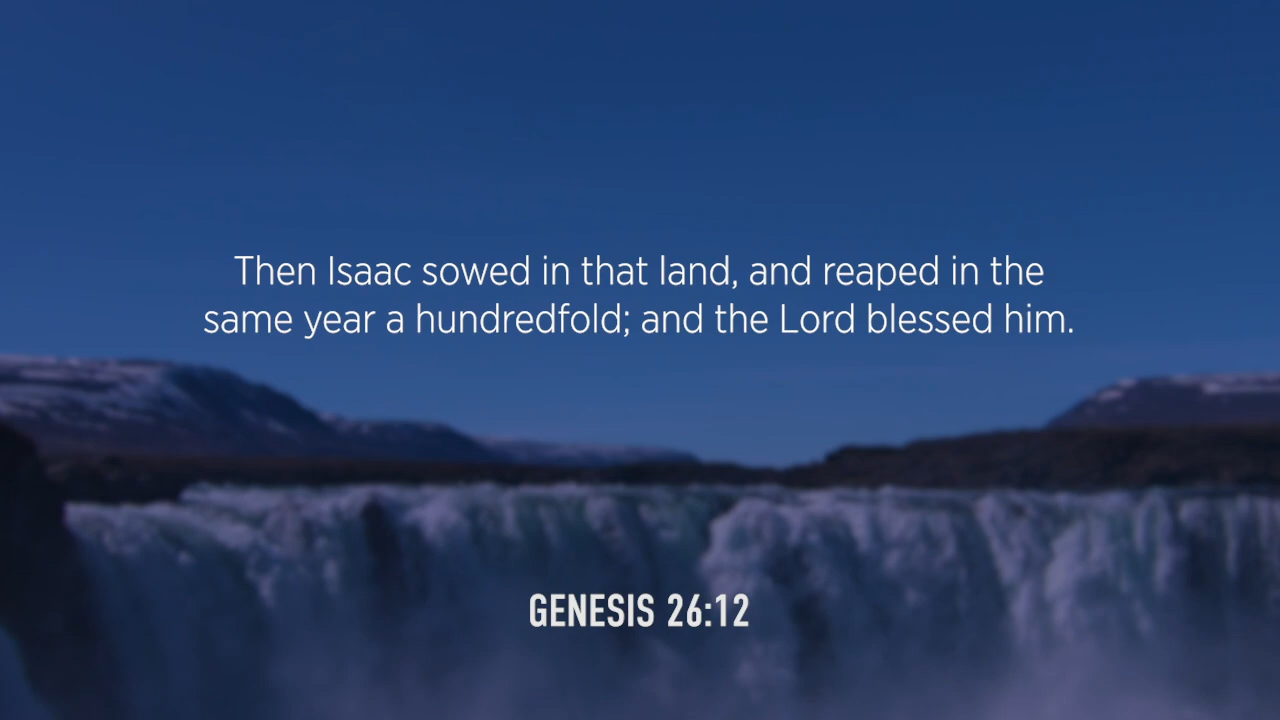 Then Isaac sowed in that land, and reaped in the
same year a hundredfold; and the Lord blessed him.
GENESIS 26:12